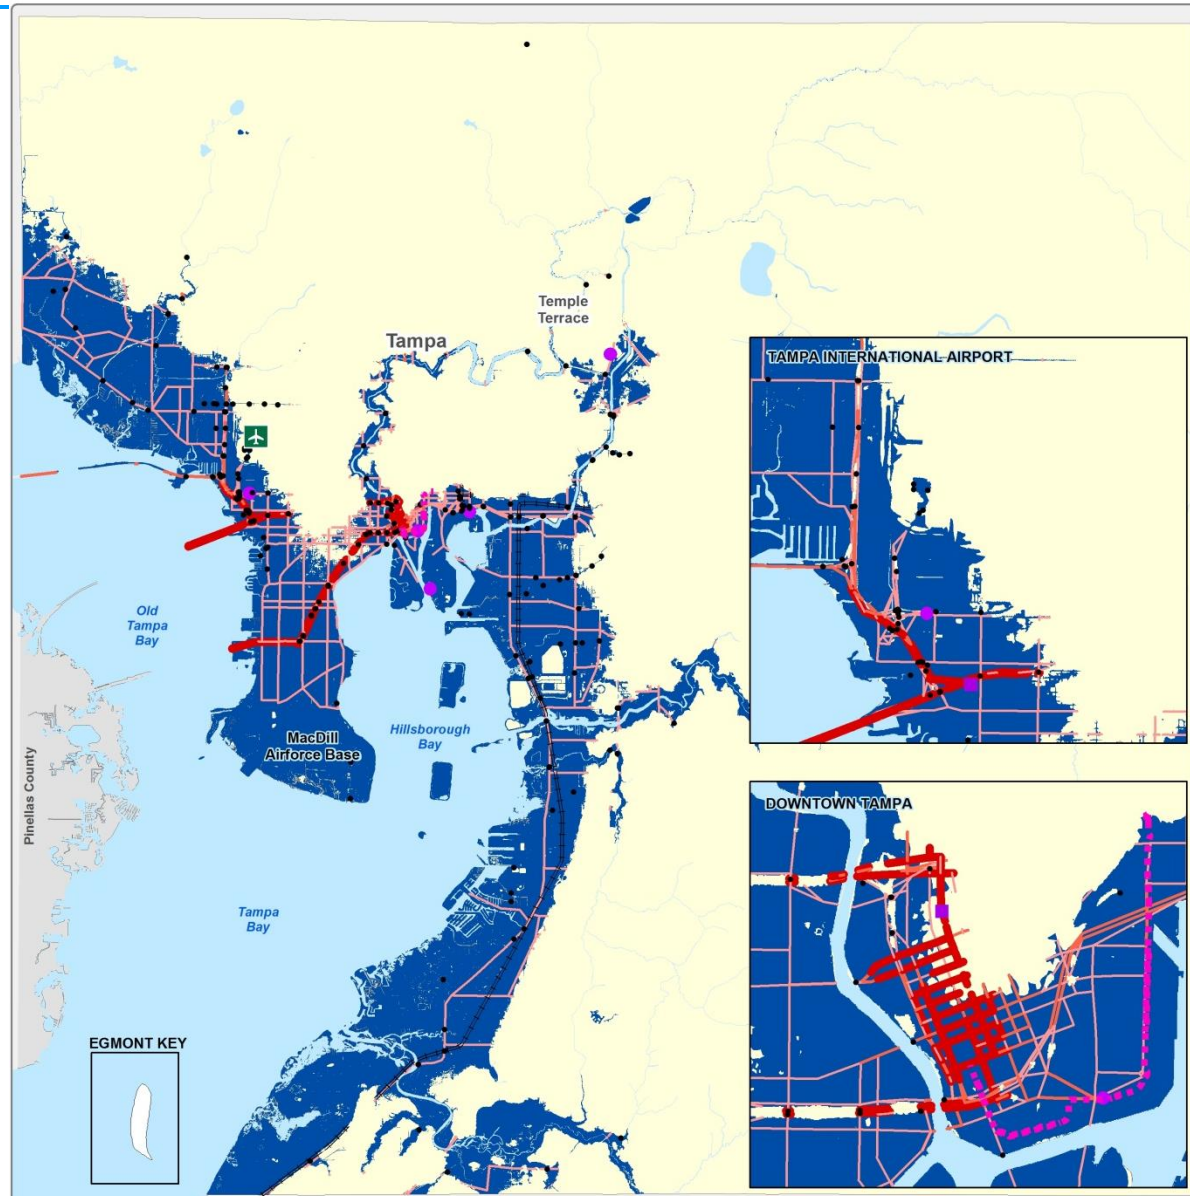 Temple
Terrace
Tampa
TAMPA INTERNATIONAL AIRPORT
Old
Tampa
Bay
Hillsborough
Bay
MacDill
Airforce Base
Pinellas County
DOWNTOWN TAMPA
Tampa
Bay
EGMONT KEY